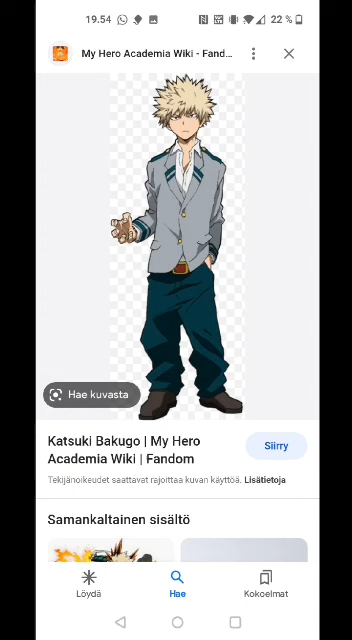 19.54
22 %
My Hero Academia Wiki - Fand...
Hae kuvasta
Katsuki Bakugo | My Hero
Academia Wiki | Fandom
Siirry
Tekijänoikeudet saattavat rajoittaa kuvan käyttöä. Lisätietoja
Samankaltainen sisältö
Löydä
Hae
Kokoelmat